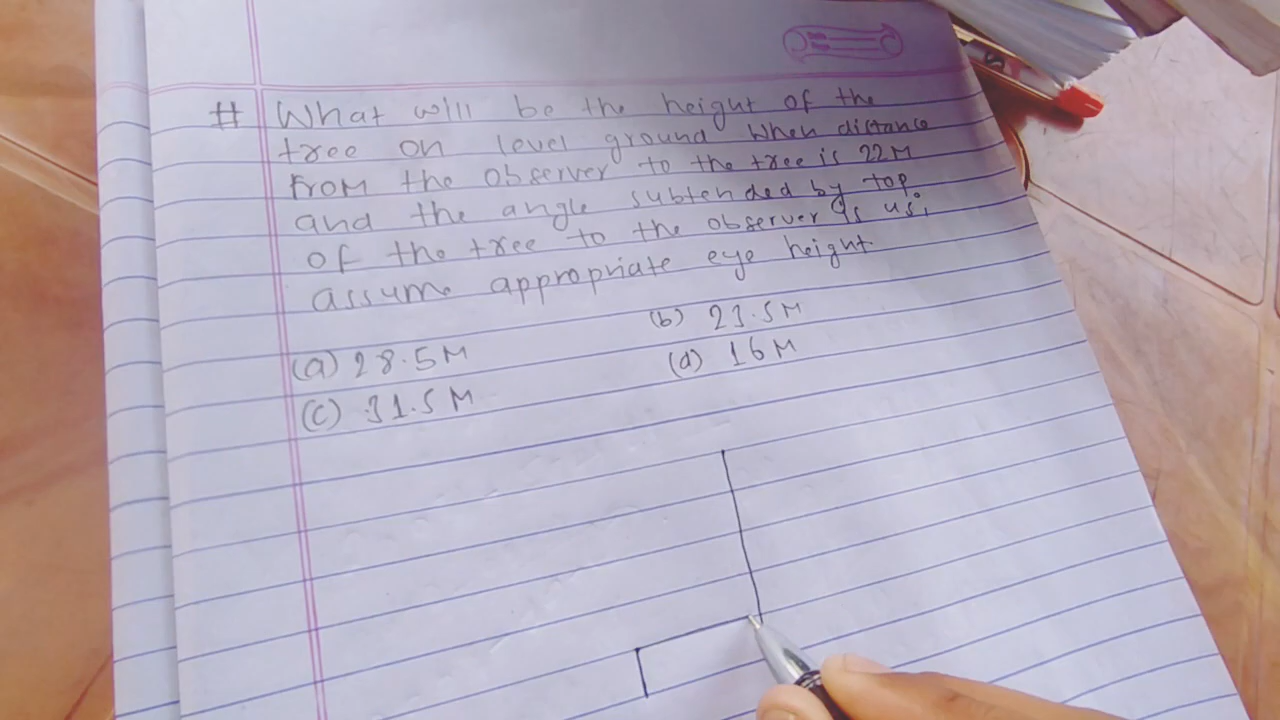 # What will be the height of the
tree on level ground when distance
from the observer to the tree is 22M
and the angle subtended by top
of the tree to the observer is
assume appropriate eye height
(a) 28.5M (b) 23.5M
(c) 31.5M (d) 16M